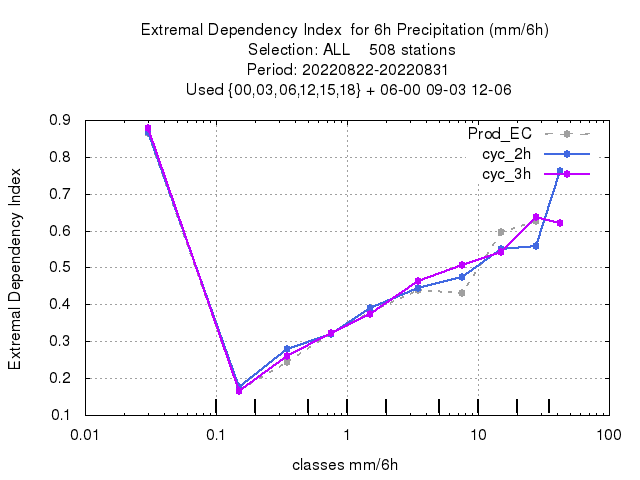 Extremal Dependency Index  for 6h Precipitation (mm/6h)
Selection: ALL    508 stations
Period: 20220822-20220831
Used {00,03,06,12,15,18} + 06-00 09-03 12-06
Prod_EC
cyc_2h
cyc_3h
0.9
0.8
0.7
0.6
0.5
0.4
0.3
0.2
0.1
Extremal Dependency Index
0.01 0.1 1 10 100
classes mm/6h